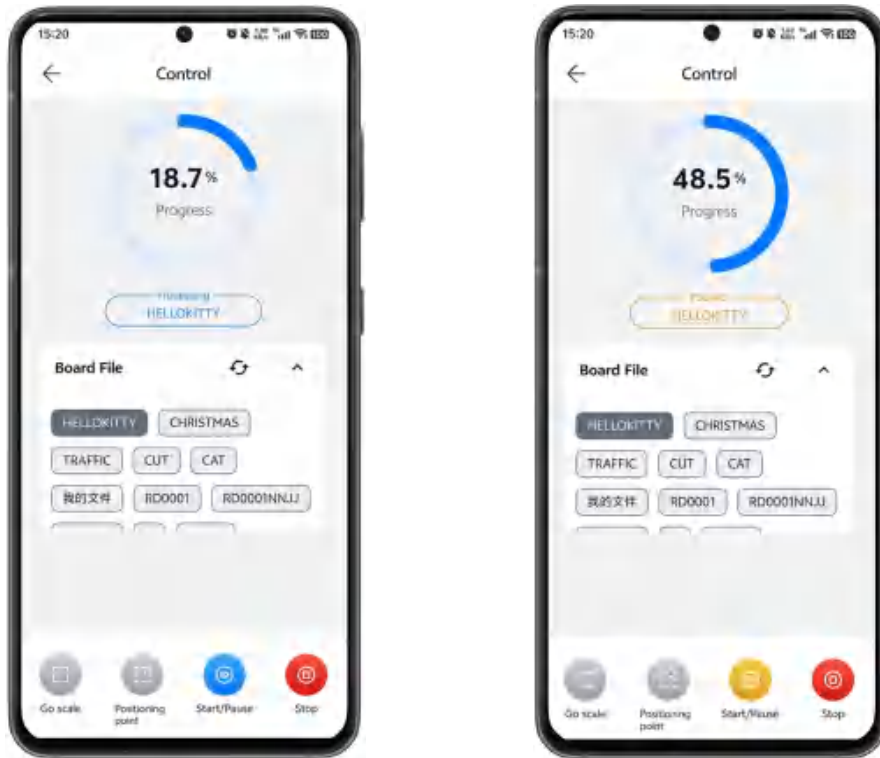 15:20
Control
18.7%
Progress
Processing
HELLOKITTY
Board File
HELLOKITTY
CHRISTMAS
TRAFFIC
CUT
CAT
我的文件
RD0001
RD0001NNJJ
Go scale
Positioning
point
Start/Pause
Stop
15:20
Control
48.5%
Progress
HELLOKITTY
Board File
HELLOKITTY
CHRISTMAS
TRAFFIC
CUT
CAT
我的文件
RD0001
RD0001NNJJ
Go scale
Positioning
point
Start/Pause
Stop